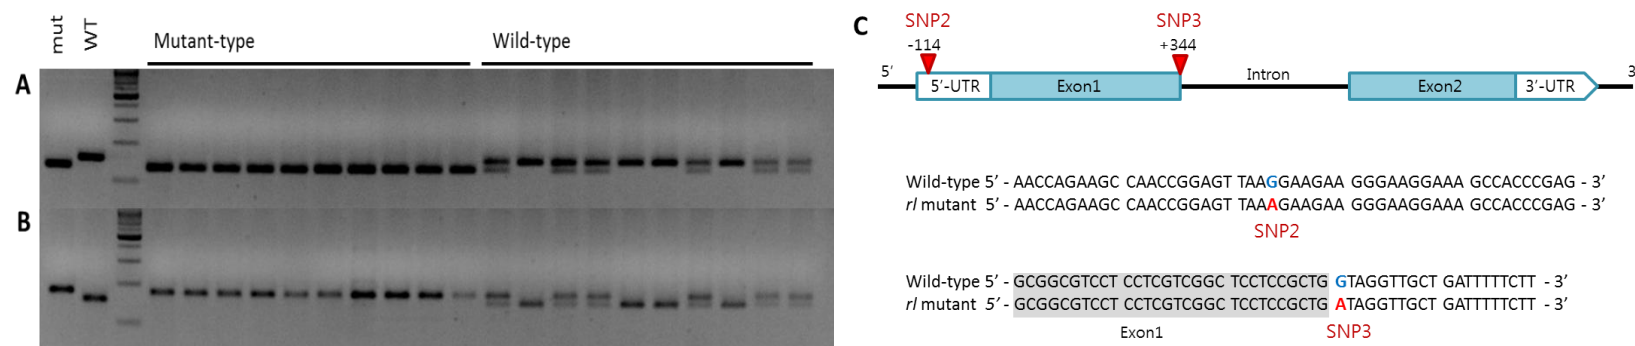 mut
WT
Mutant-type
Wild-type
A
B
C
SNP2
SNP3
-114
+344
5′
5′-UTR
Exon1
Intron
Exon2
3′-UTR
3
Wild-type 5’ - AACCAGAAGC CAACCGGAGT TAAGGAAGAA GGGAAGGAAA GCCACCCGAG - 3’
rl mutant 5’ - AACCAGAAGC CAACCGGAGT TAAAGAAGAA GGGAAGGAAA GCCACCCGAG - 3’
SNP2
Wild-type 5’ - GCGGCGTCCT CCTCGTCGGC TCCTCCGCTG GTAGGTTGCT GATTTTTCTT - 3’
rl mutant 5’ - GCGGCGTCCT CCTCGTCGGC TCCTCCGCTG ATAGGTTGCT GATTTTTCTT - 3’
Exon1
SNP3